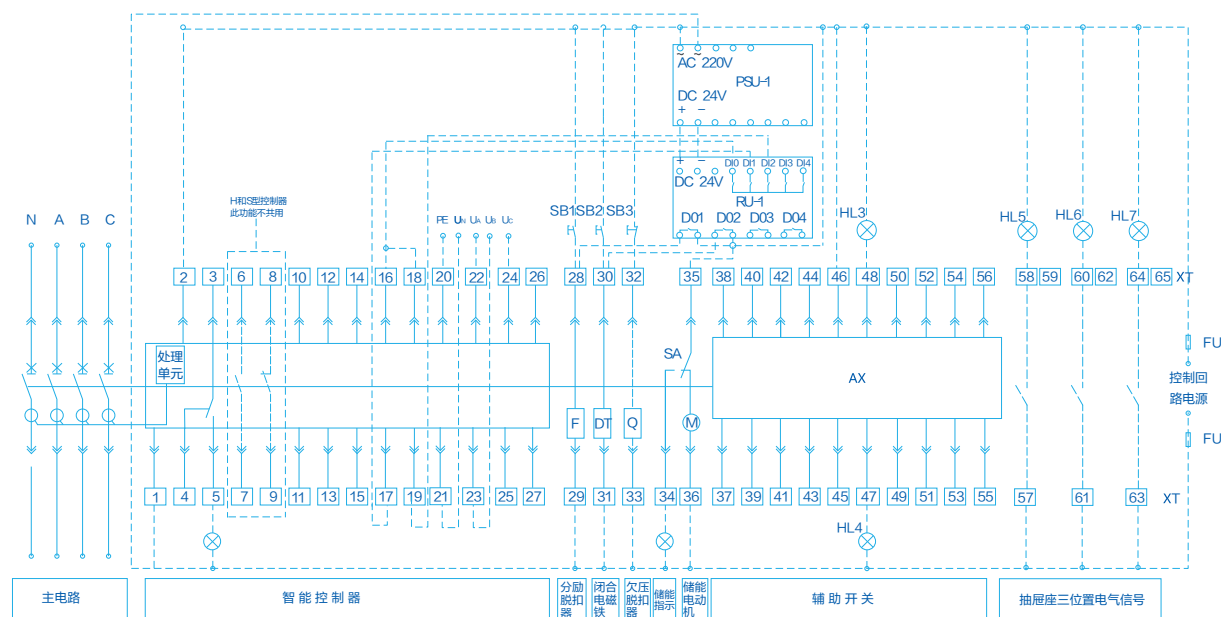 AC 220V
PSU-1
DC 24V
+ −
+ − DI0 DI1 DI2 DI3 DI4
DC 24V
RU-1
D01 D02 D03 D04
H和S型控制器
此功能不共用
N A B C
PE UN UA UB UC
SB1 SB2 SB3
HL3
HL5 HL6 HL7
2 3 6 8 10 12 14 16 18 20 22 24 26 28 30 32 35 38 40 42 44 46 48 50 52 54 56 58 59 60 62 64 65 XT
处理
单元
SA
AX
FU
控制回
路电源
F DT Q M
FU
1 4 5 7 9 11 13 15 17 19 21 23 25 27 29 31 33 34 36 37 39 41 43 45 47 49 51 53 55 57 61 63 XT
HL4
主电路
智能控制器
分励
脱扣
器
闭合
电磁
铁
欠压
脱扣
器
储能
指示
储能
电动
机
辅助开关
抽屉座三位置电气信号